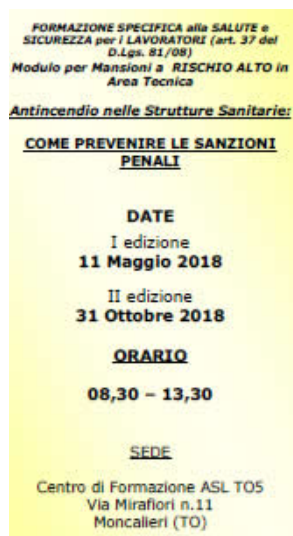 FORMAZIONE SPECIFICA alla SALUTE e
SICUREZZA per i LAVORATORI (art. 37 del
D.Lgs. 81/08)
Modulo per Mansioni a RISCHIO ALTO in
Area Tecnica
Antincendio nelle Strutture Sanitarie:
COME PREVENIRE LE SANZIONI
PENALI
DATE
I edizione
11 Maggio 2018
II edizione
31 Ottobre 2018
ORARIO
08,30 – 13,30
SEDE
Centro di Formazione ASL TO5
Via Mirafiori n.11
Moncalieri (TO)